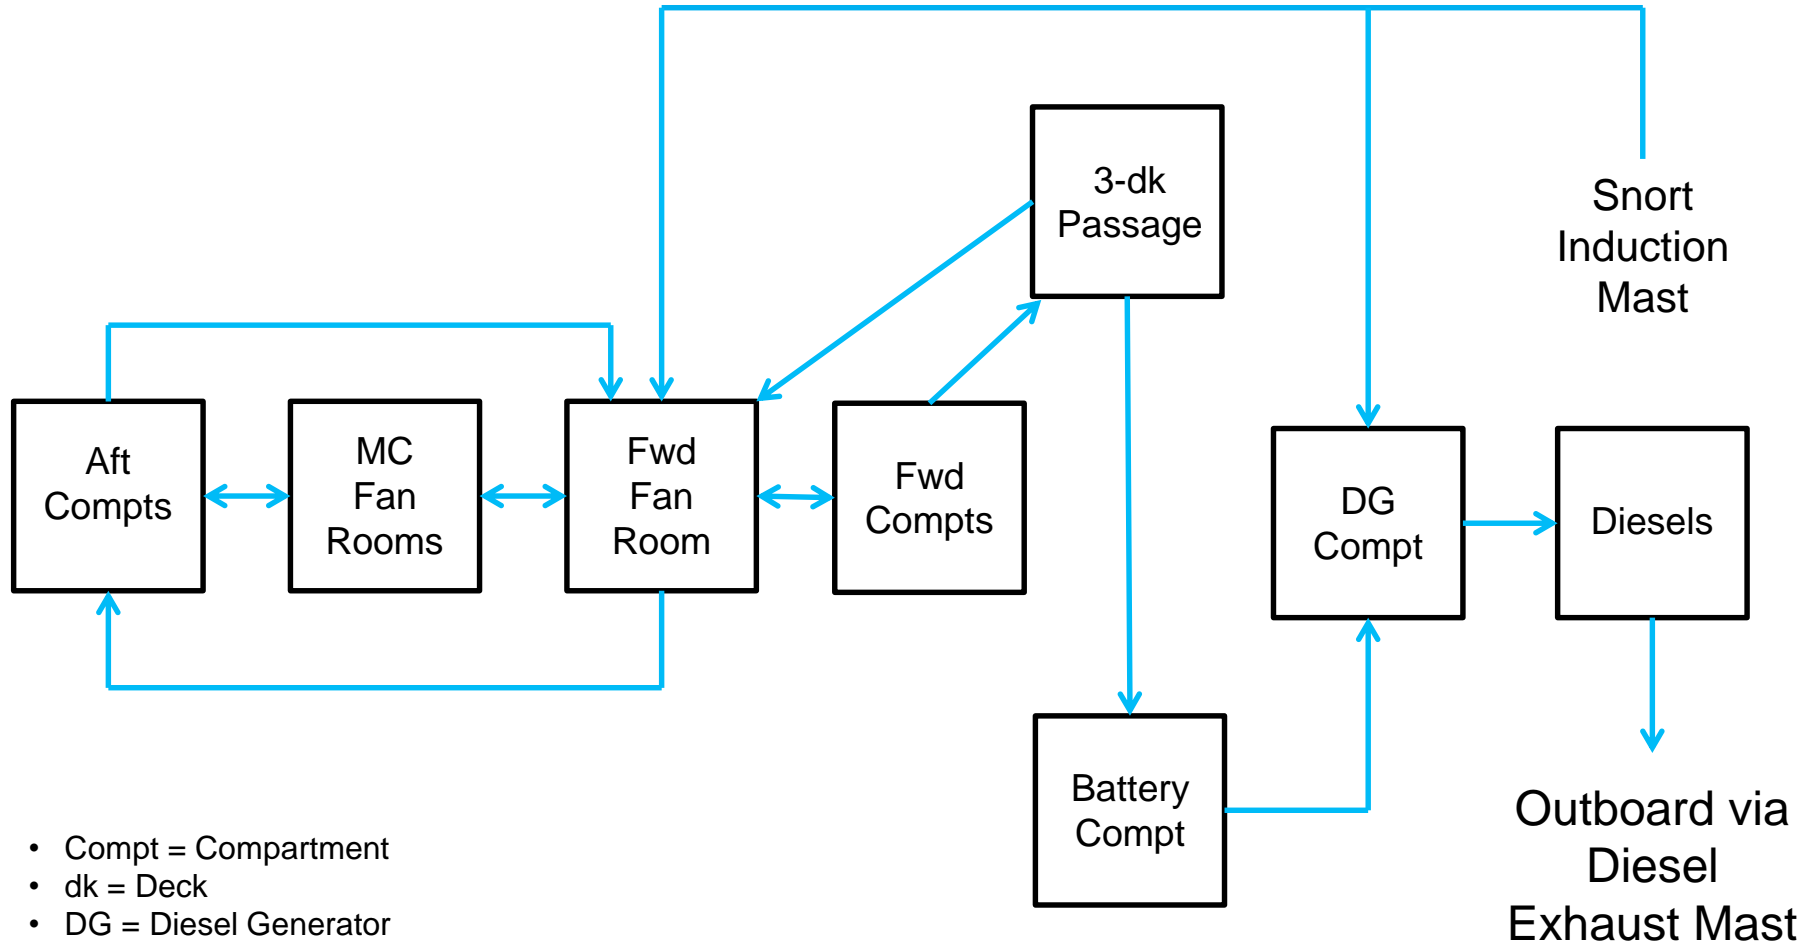 3-dk
Passage
Snort
Induction
Mast
Aft
Compts
MC
Fan
Rooms
Fwd
Fan
Room
Fwd
Compts
DG
Compt
Diesels
Battery
Compt
Outboard via
Diesel
Exhaust Mast
• Compt = Compartment
• dk = Deck
• DG = Diesel Generator